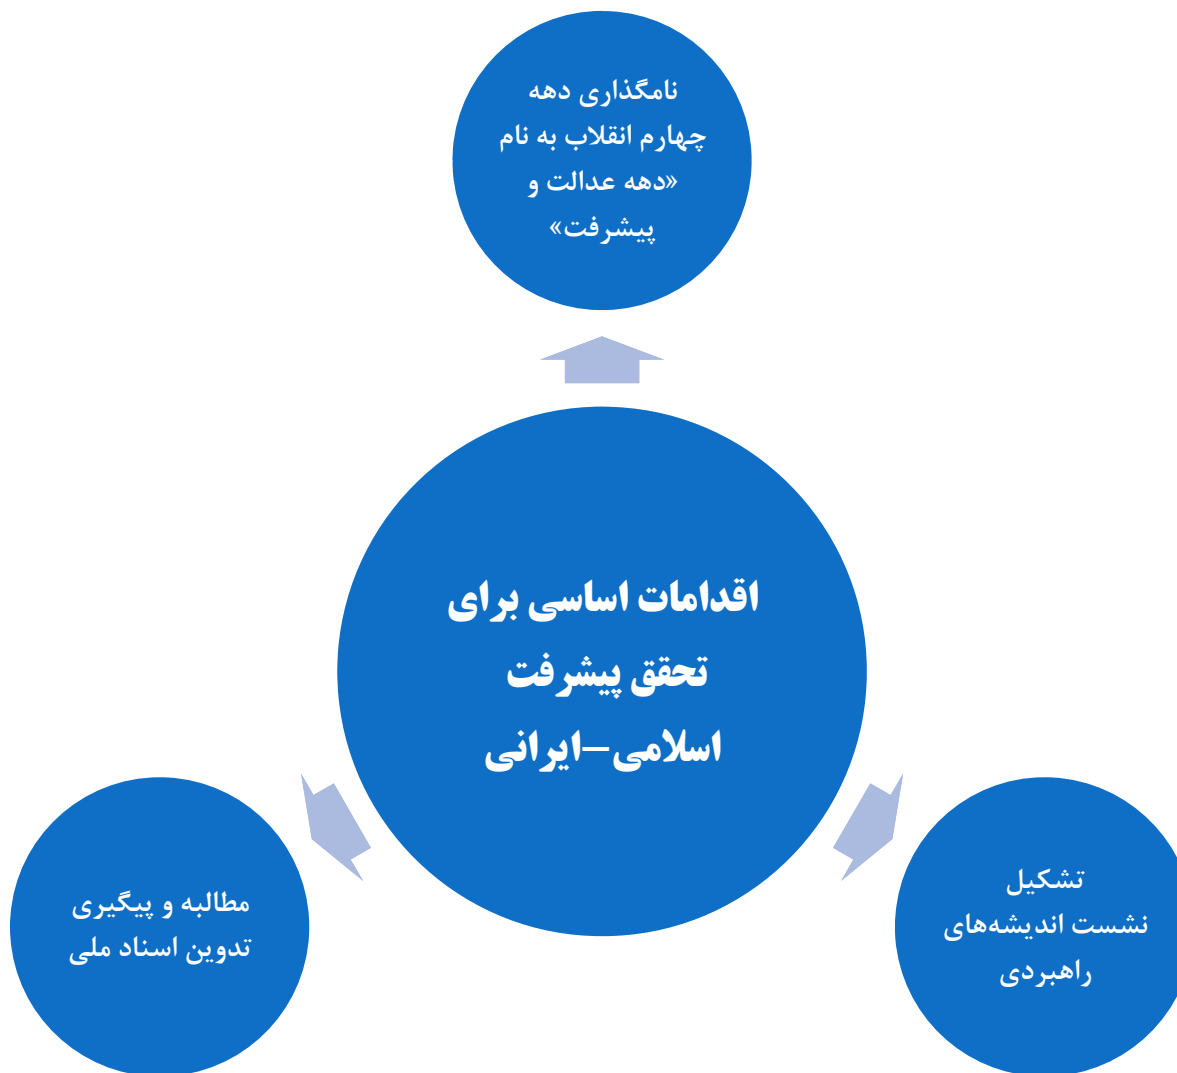 نامگذاری دهه
چهارم انقلاب به نام
«دهه عدالت و
پیشرفت»
اقدامات اساسی برای
تحقق پیشرفت
اسلامی-ایرانی
تشکیل
نشست اندیشه‌های
راهبردی
مطالبه و پیگیری
تدوین اسناد ملی